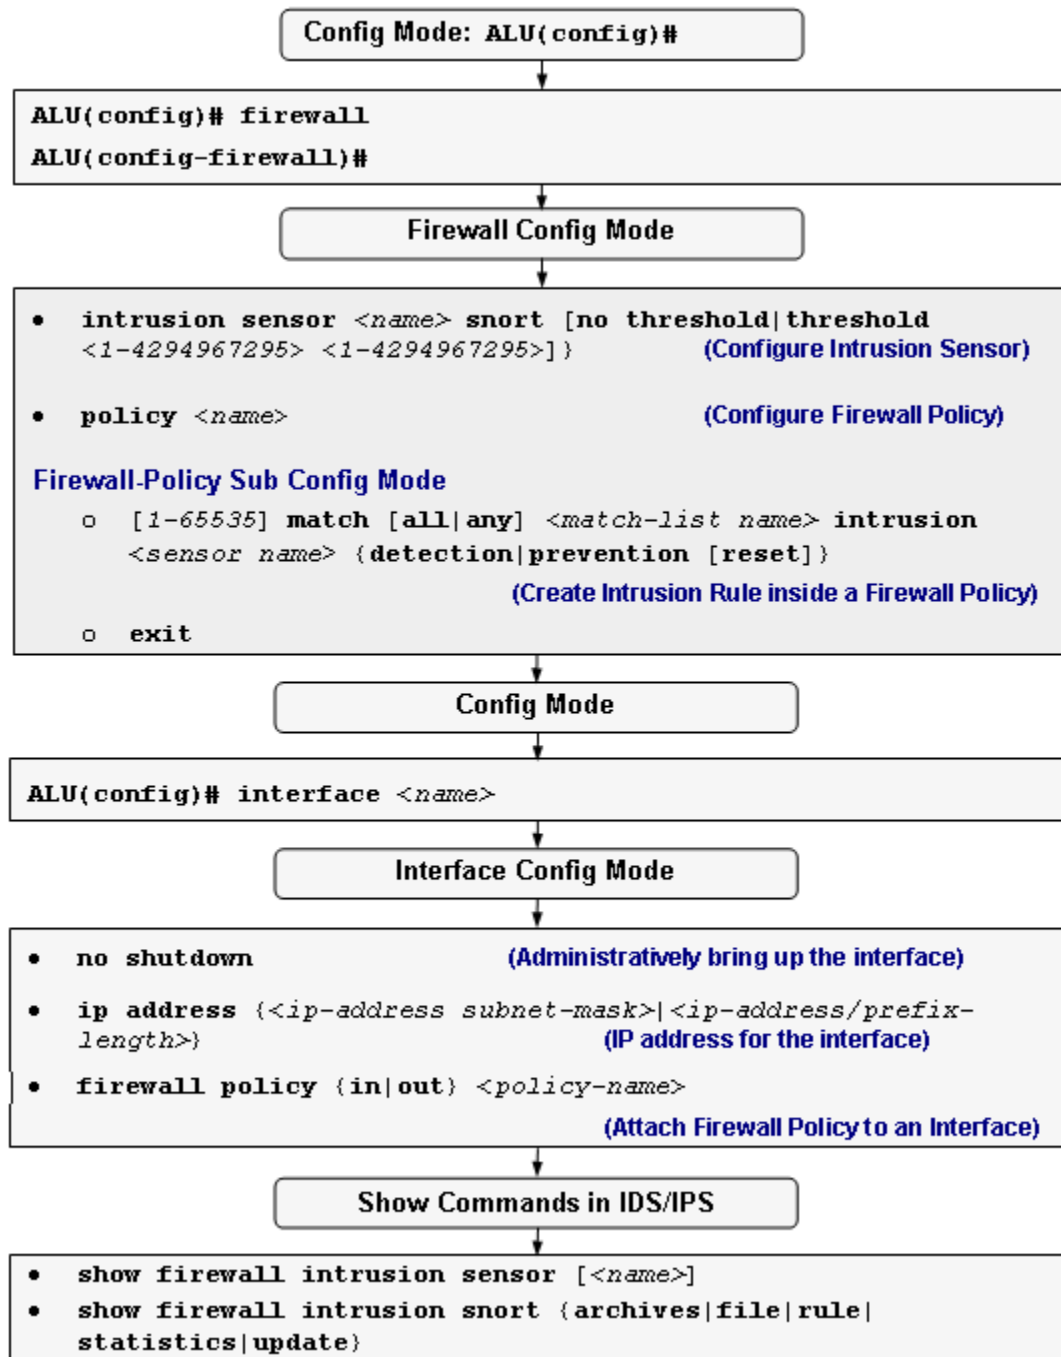 Config Mode: ALU(config)#
ALU(config)# firewall
ALU(config-firewall)#
Firewall Config Mode
• intrusion sensor <name> snort [no threshold|threshold
<1-4294967295> <1-4294967295>]} (Configure Intrusion Sensor)
• policy <name> (Configure Firewall Policy)
Firewall-Policy Sub Config Mode
o [1-65535] match [all|any] <match-list name> intrusion
<sensor name> {detection|prevention [reset]}
(Create Intrusion Rule inside a Firewall Policy)
o exit
Config Mode
ALU(config)# interface <name>
Interface Config Mode
• no shutdown (Administratively bring up the interface)
• ip address {<ip-address subnet-mask>|<ip-address/prefix-
length>} (IP address for the interface)
• firewall policy {in|out} <policy-name>
(Attach Firewall Policy to an Interface)
Show Commands in IDS/IPS
• show firewall intrusion sensor [<name>]
• show firewall intrusion snort {archives|file|rule|
statistics|update}